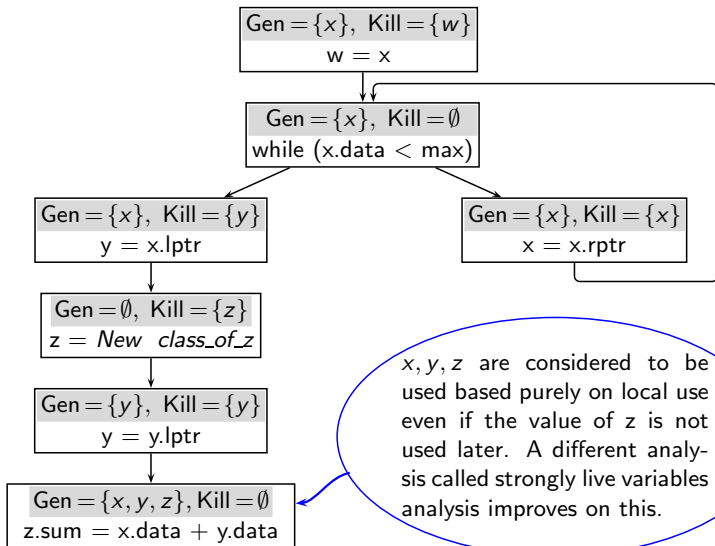 Gen = {x}, Kill = {w}
w = x
Gen = {x}, Kill = ∅
while (x.data < max)
Gen = {x}, Kill = {y}
y = x.lptr
Gen = {x}, Kill = {x}
x = x.rptr
Gen = ∅, Kill = {z}
z = New class_of_z
Gen = {y}, Kill = {y}
y = y.lptr
Gen = {x, y, z}, Kill = ∅
z.sum = x.data + y.data
x, y, z are considered to be
used based purely on local use
even if the value of z is not
used later. A different analy-
sis called strongly live variables
analysis improves on this.